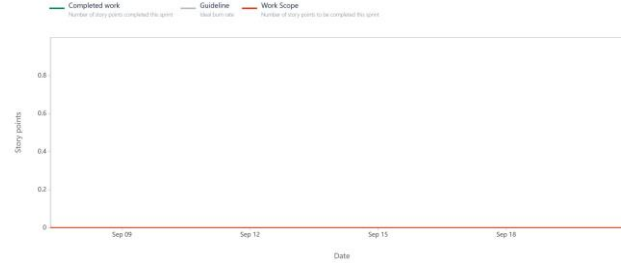 Completed work Guideline Work Scope
Number of story points completed this sprint Ideal burn rate Number of story points to be completed this sprint
0.8
0.6
Story points
0.4
0.2
0
Sep 09 Sep 12 Sep 15 Sep 18
Date